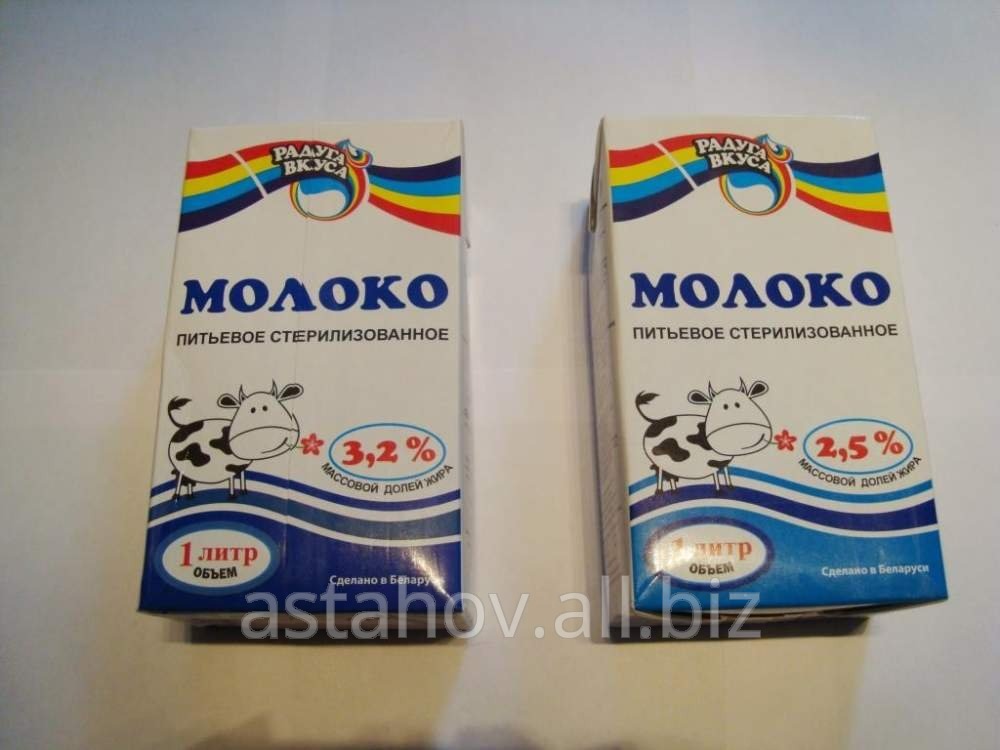 РАДУГА
ВКУСА
МОЛОКО
ПИТЬЕВОЕ СТЕРИЛИЗОВАННОЕ
3,2%
МАССОВОЙ ДОЛЕЙ ЖИРА
1 литр
ОБЪЕМ
Сделано в Беларуси
РАДУГА
ВКУСА
МОЛОКО
ПИТЬЕВОЕ СТЕРИЛИЗОВАННОЕ
2,5%
МАССОВОЙ ДОЛЕЙ ЖИРА
1 литр
ОБЪЕМ
Сделано в Беларуси
astahov.all.biz